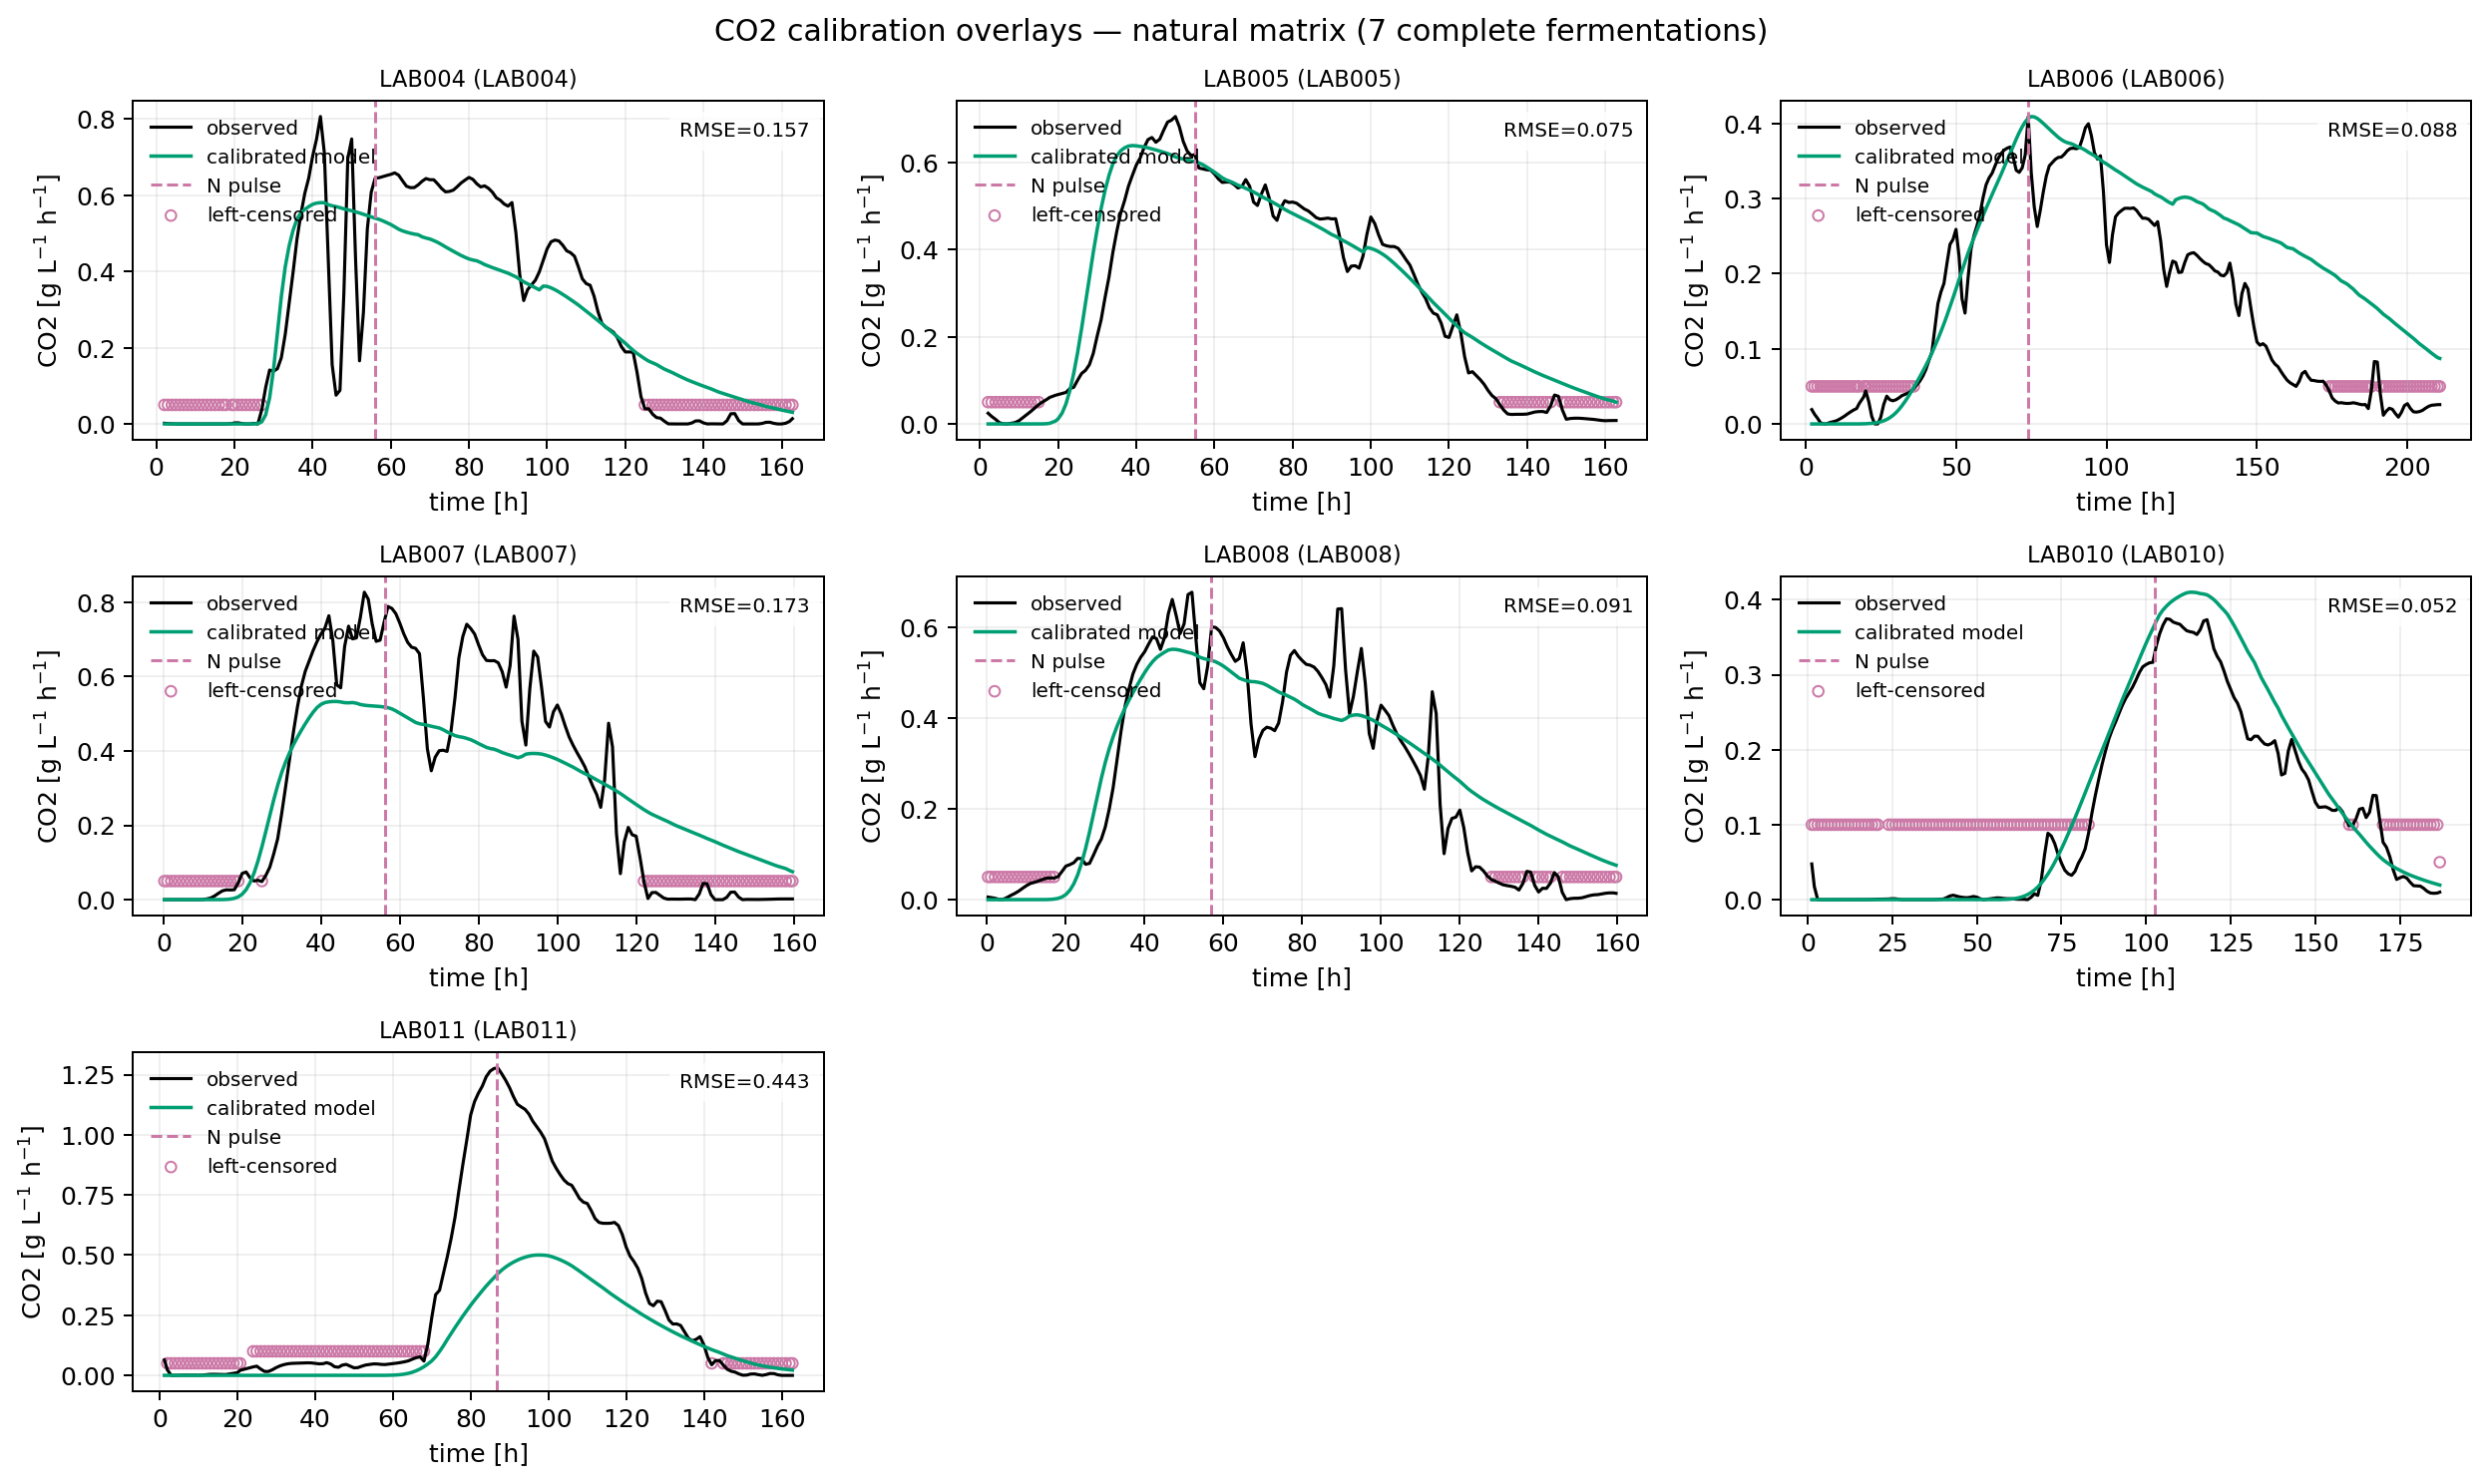 CO2 calibration overlays — natural matrix (7 complete fermentations)
LAB004 (LAB004)
observed
calibrated model
N pulse
left-censored
RMSE=0.157
CO2 [g L⁻¹ h⁻¹]
0.8
0.6
0.4
0.2
0.0
0 20 40 60 80 100 120 140 160
time [h]
LAB005 (LAB005)
observed
calibrated model
N pulse
left-censored
RMSE=0.075
CO2 [g L⁻¹ h⁻¹]
0.6
0.4
0.2
0.0
0 20 40 60 80 100 120 140 160
time [h]
LAB006 (LAB006)
observed
calibrated model
N pulse
left-censored
RMSE=0.088
CO2 [g L⁻¹ h⁻¹]
0.4
0.3
0.2
0.1
0.0
0 50 100 150 200
time [h]
LAB007 (LAB007)
observed
calibrated model
N pulse
left-censored
RMSE=0.173
CO2 [g L⁻¹ h⁻¹]
0.8
0.6
0.4
0.2
0.0
0 20 40 60 80 100 120 140 160
time [h]
LAB008 (LAB008)
observed
calibrated model
N pulse
left-censored
RMSE=0.091
CO2 [g L⁻¹ h⁻¹]
0.6
0.4
0.2
0.0
0 20 40 60 80 100 120 140 160
time [h]
LAB010 (LAB010)
observed
calibrated model
N pulse
left-censored
RMSE=0.052
CO2 [g L⁻¹ h⁻¹]
0.4
0.3
0.2
0.1
0.0
0 25 50 75 100 125 150 175
time [h]
LAB011 (LAB011)
observed
calibrated model
N pulse
left-censored
RMSE=0.443
CO2 [g L⁻¹ h⁻¹]
1.25
1.00
0.75
0.50
0.25
0.00
0 20 40 60 80 100 120 140 160
time [h]